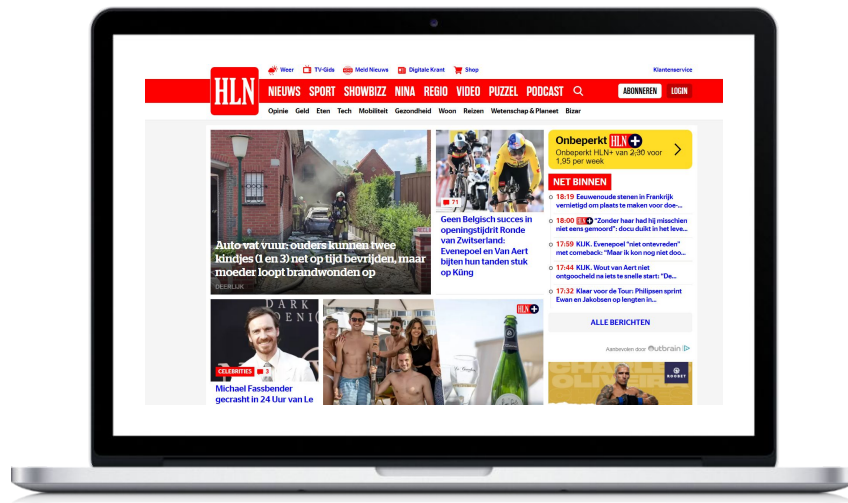 Weer TV-Gids Meld Nieuws Digitale Krant Shop Klantenservice
HLN
NIEUWS SPORT SHOWBIZZ NINA REGIO VIDEO PUZZEL PODCAST ABONNEREN LOGIN
Opinie Geld Eten Tech Mobiliteit Gezondheid Woon Reizen Wetenschap & Planeet Bizar
Auto vat vuur: ouders kunnen twee
kindjes (1 en 3) net op tijd bevrijden, maar
moeder loopt brandwonden op
DEERLIJK
71
Geen Belgisch succes in
openingstijdrit Ronde
van Zwitserland:
Evenepoel en Van Aert
bijten hun tanden stuk
op Küng
Onbeperkt HLN+
Onbeperkt HLN+ van 2,30 voor
1,95 per week
NET BINNEN
18:19 Eeuwenoude stenen in Frankrijk
vernietigd om plaats te maken voor doe-...
18:00 HLN+ "Zonder haar had hij misschien
niet eens gemoord": docu duikt in het leve...
17:59 KIJK. Evenepoel "niet ontevreden"
met comeback: "Maar ik kon nog niet doo...
17:44 KIJK. Wout van Aert niet
ontgoocheld na iets te snelle start: "De...
17:32 Klaar voor de Tour: Philipsen sprint
Ewan en Jakobsen op lengten in...
ALLE BERICHTEN
Aanbevolen door Outbrain
DARK
CELEBRITIES 3
Michael Fassbender
gecrasht in 24 Uur van Le
HLN+
CHARLES
OLIVEIRA